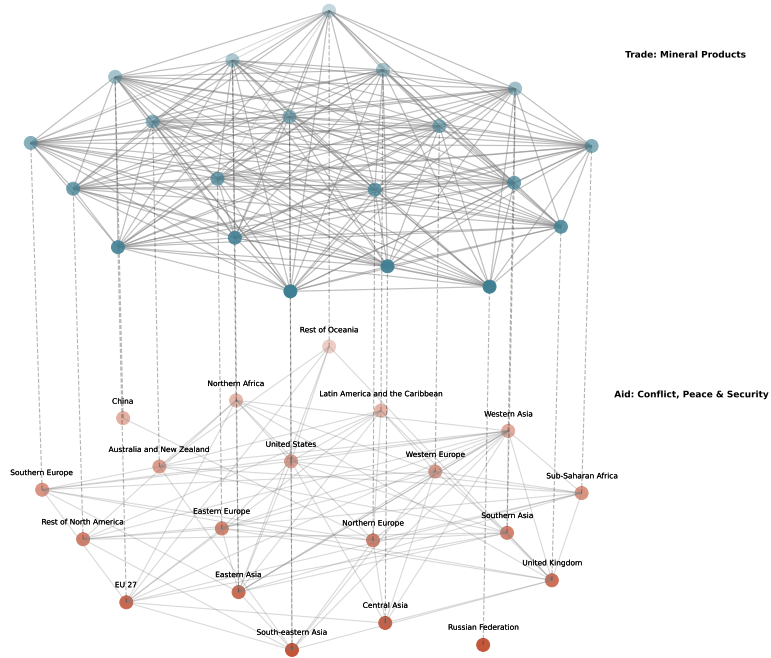 Trade: Mineral Products
Rest of Oceania
Northern Africa
Latin America and the Caribbean
Aid: Conflict, Peace & Security
China
Western Asia
Australia and New Zealand
United States
Western Europe
Southern Europe
Sub-Saharan Africa
Rest of North America
Eastern Europe
Northern Europe
Southern Asia
United Kingdom
EU 27
Eastern Asia
Central Asia
South-eastern Asia
Russian Federation